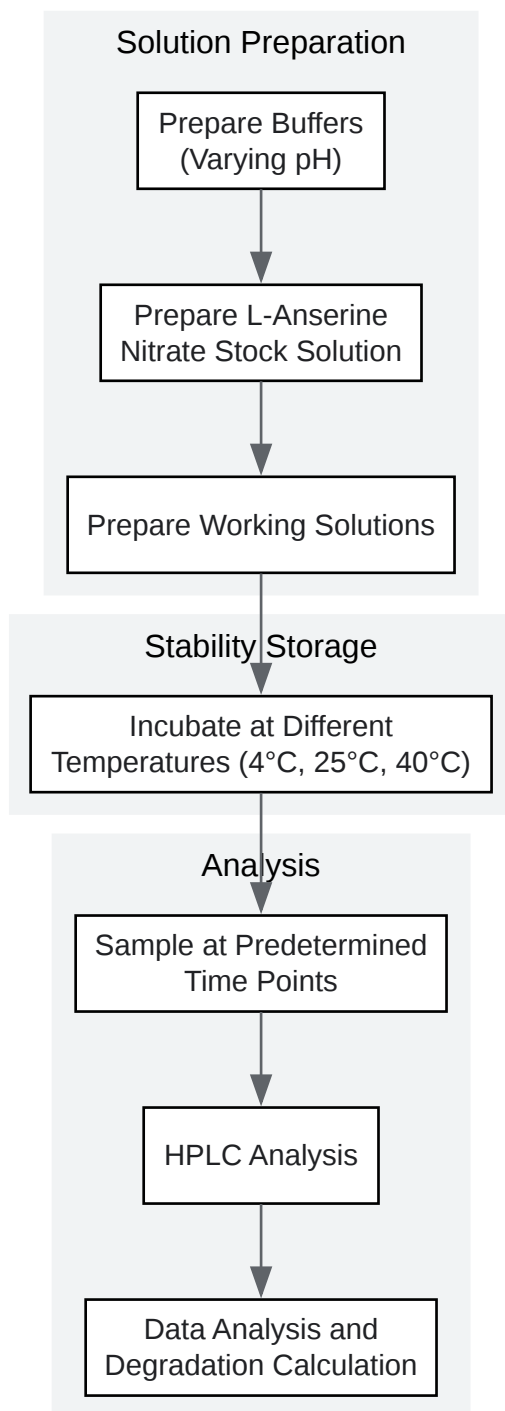 Solution Preparation
Prepare Buffers
(Varying pH)
Prepare L-Anserine
Nitrate Stock Solution
Prepare Working Solutions
Stability Storage
Incubate at Different
Temperatures (4°C, 25°C, 40°C)
Analysis
Sample at Predetermined
Time Points
HPLC Analysis
Data Analysis and
Degradation Calculation